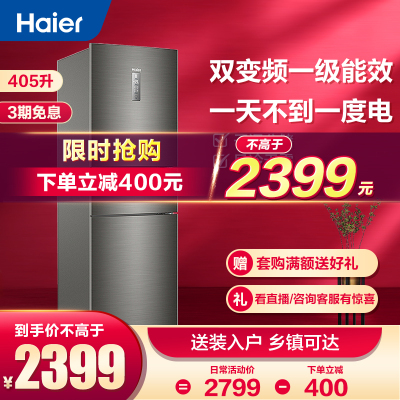 Haier
405升
3期免息
双变频一级能效
一天不到一度电
限时抢购
下单立减400元
不高于
2399元
赠 套购满额送好礼
礼 看直播/咨询客服有惊喜
到手价不高于
¥2399
送装入户 乡镇可达
日常活动价 下单立减
=2799-400